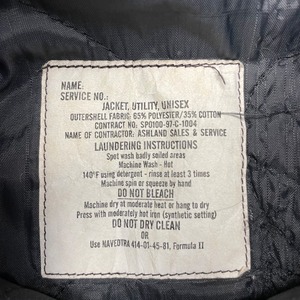 NAME:
SERVICE NO.:
JACKET, UTILITY, UNISEX
OUTERSHELL FABRIC: 65% POLYESTER/35% COTTON
CONTRACT NO: SPO100-97-C-1004
NAME OF CONTRACTOR: ASHLAND SALES & SERVICE
LAUNDERING INSTRUCTIONS
Spot wash badly soiled areas
Machine Wash - Hot
140°F using detergent - rinse at least 3 times
Machine spin or squeeze by hand
DO NOT BLEACH
Machine dry at moderate heat or hang to dry
Press with moderately hot iron (synthetic setting)
DO NOT DRY CLEAN
OR
Use NAVEDTRA 414-01-45-81, Formula II